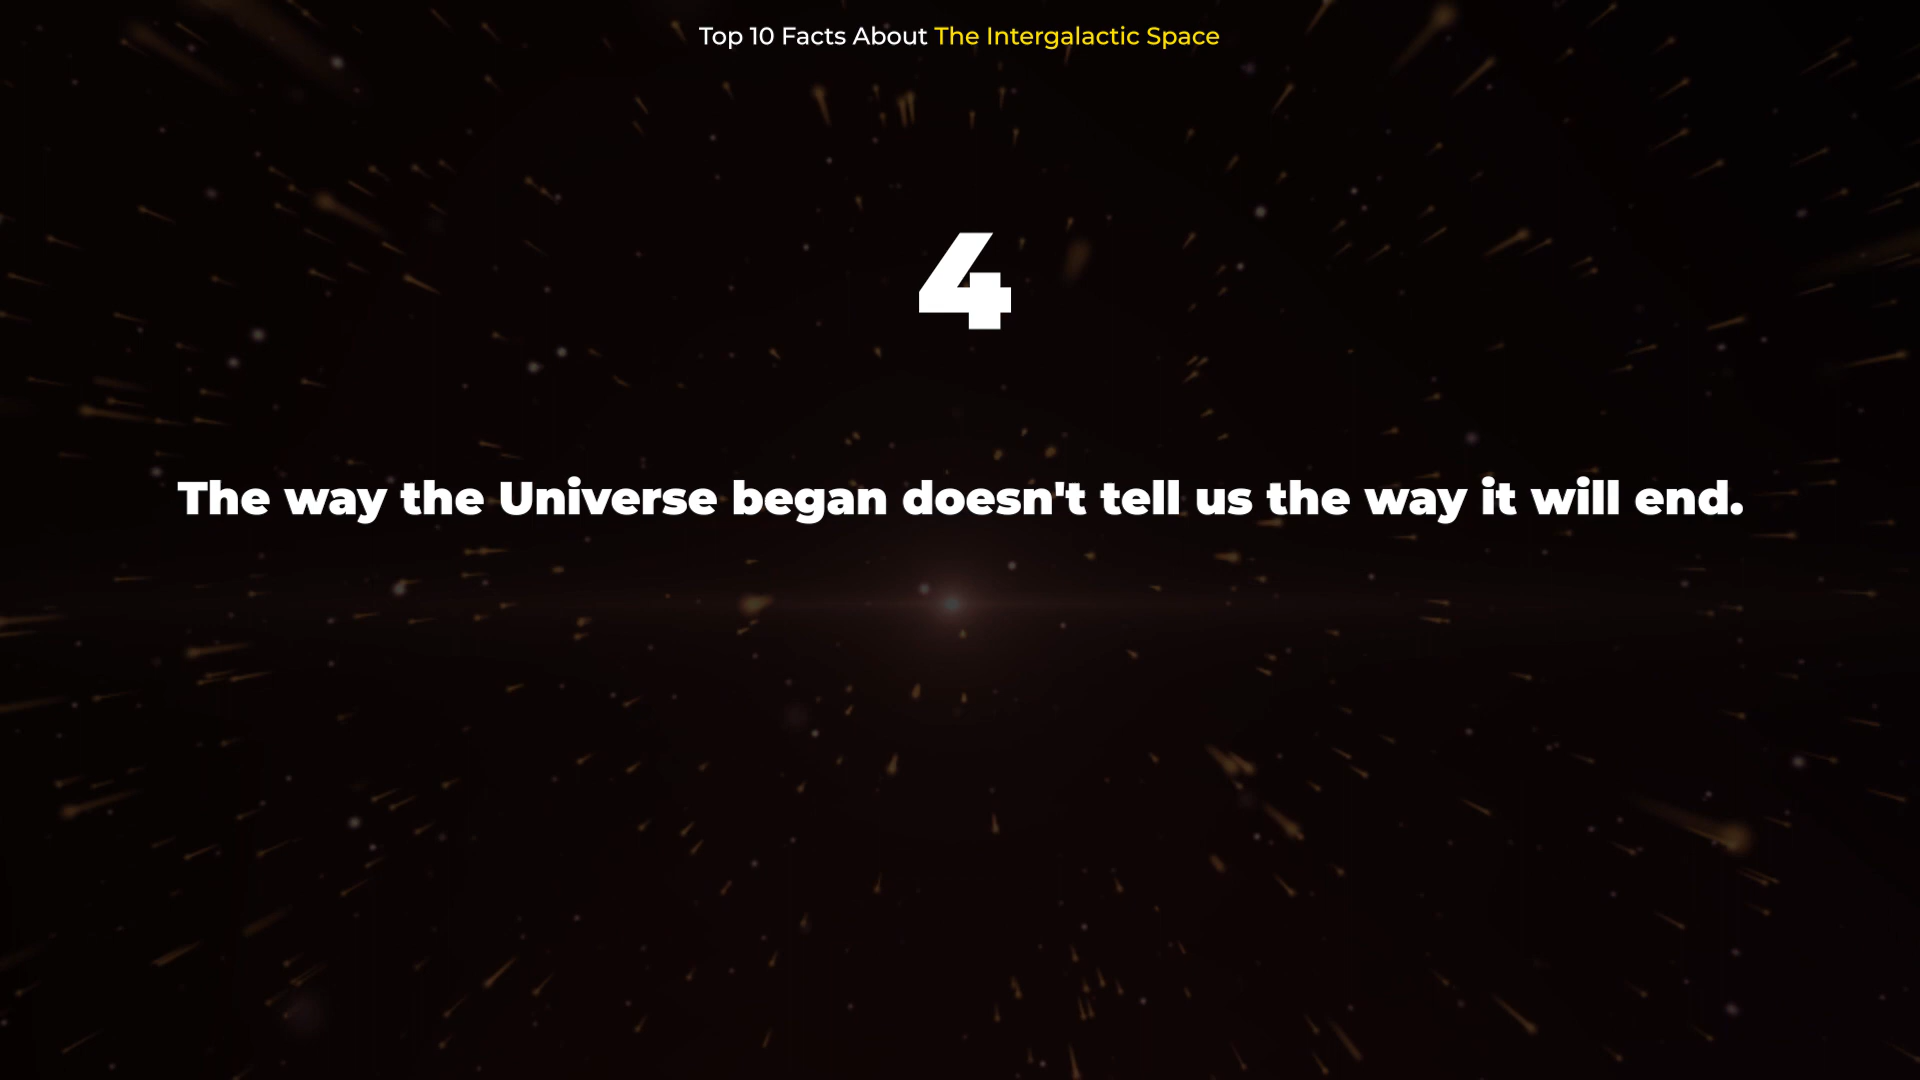 Top 10 Facts About The Intergalactic Space
4
The way the Universe began doesn't tell us the way it will end.